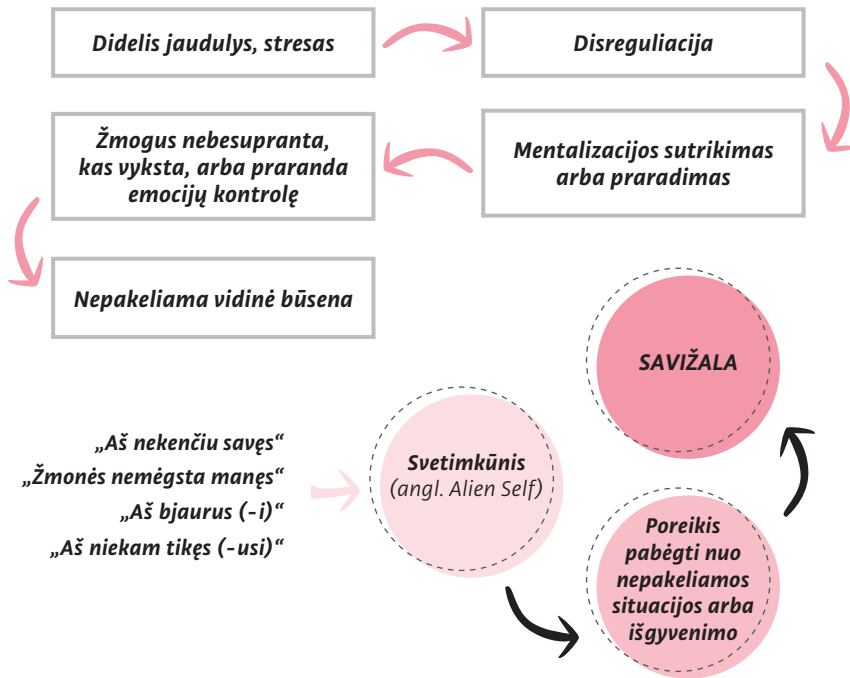 Didelis jaudulys, stresas
Disreguliacija
Mentalizacijos sutrikimas
arba praradimas
Žmogus nebesupranta,
kas vyksta, arba praranda
emocijų kontrolę
Nepakeliama vidinė būsena
„Aš nekenčiu savęs“
„Žmonės nemėgsta manęs“
„Aš bjaurus (-i)“
„Aš niekam tikęs (-usi)“
Svetimkūnis
(angl. Alien Self)
Poreikis
pabėgti nuo
nepakeliamos
situacijos arba
išgyvenimo
SAVIŽALA